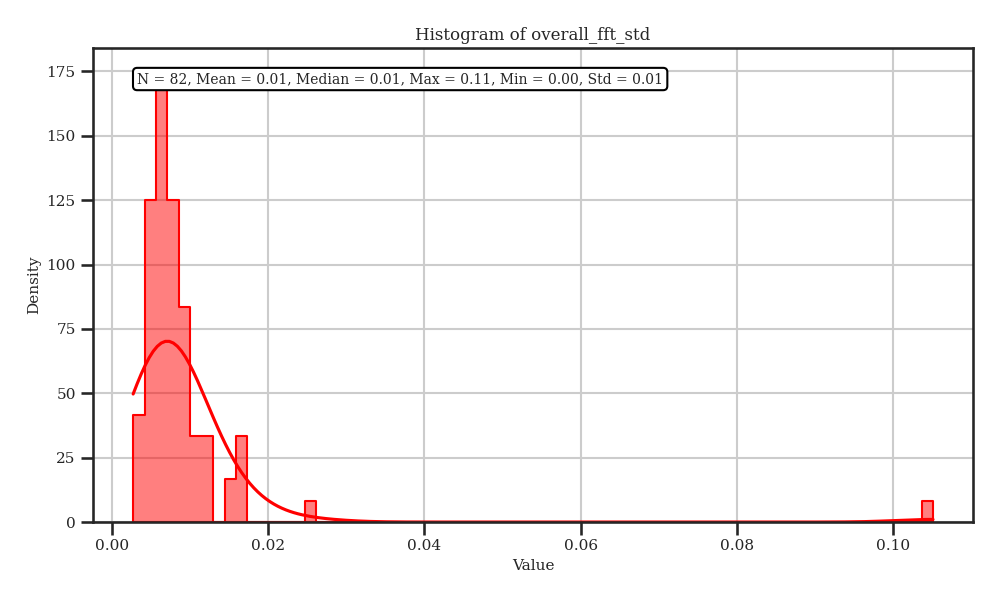 Histogram of overall_fft_std
N = 82, Mean = 0.01, Median = 0.01, Max = 0.11, Min = 0.00, Std = 0.01
175
150
125
100
75
50
25
0
Density
0.00 0.02 0.04 0.06 0.08 0.10
Value